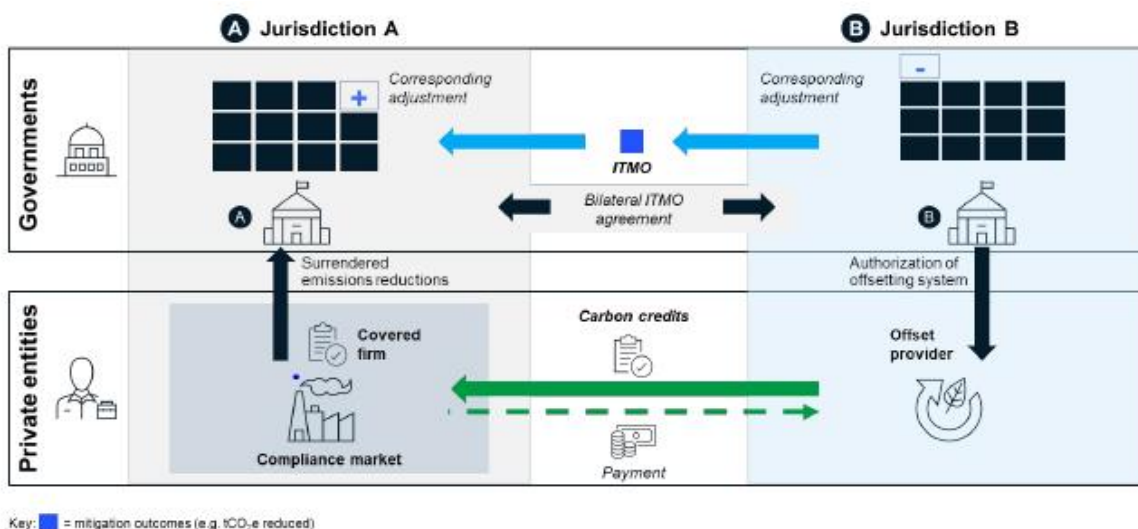 A Jurisdiction A
B Jurisdiction B
Governments
+
Corresponding
adjustment
ITMO
Corresponding
adjustment
-
A
Bilateral ITMO
agreement
B
Surrendered
emissions reductions
Authorization of
offsetting system
Private entities
Covered
firm
Compliance market
Carbon credits
Payment
Offset
provider
Key: = mitigation outcomes (e.g. tCO₂e reduced)